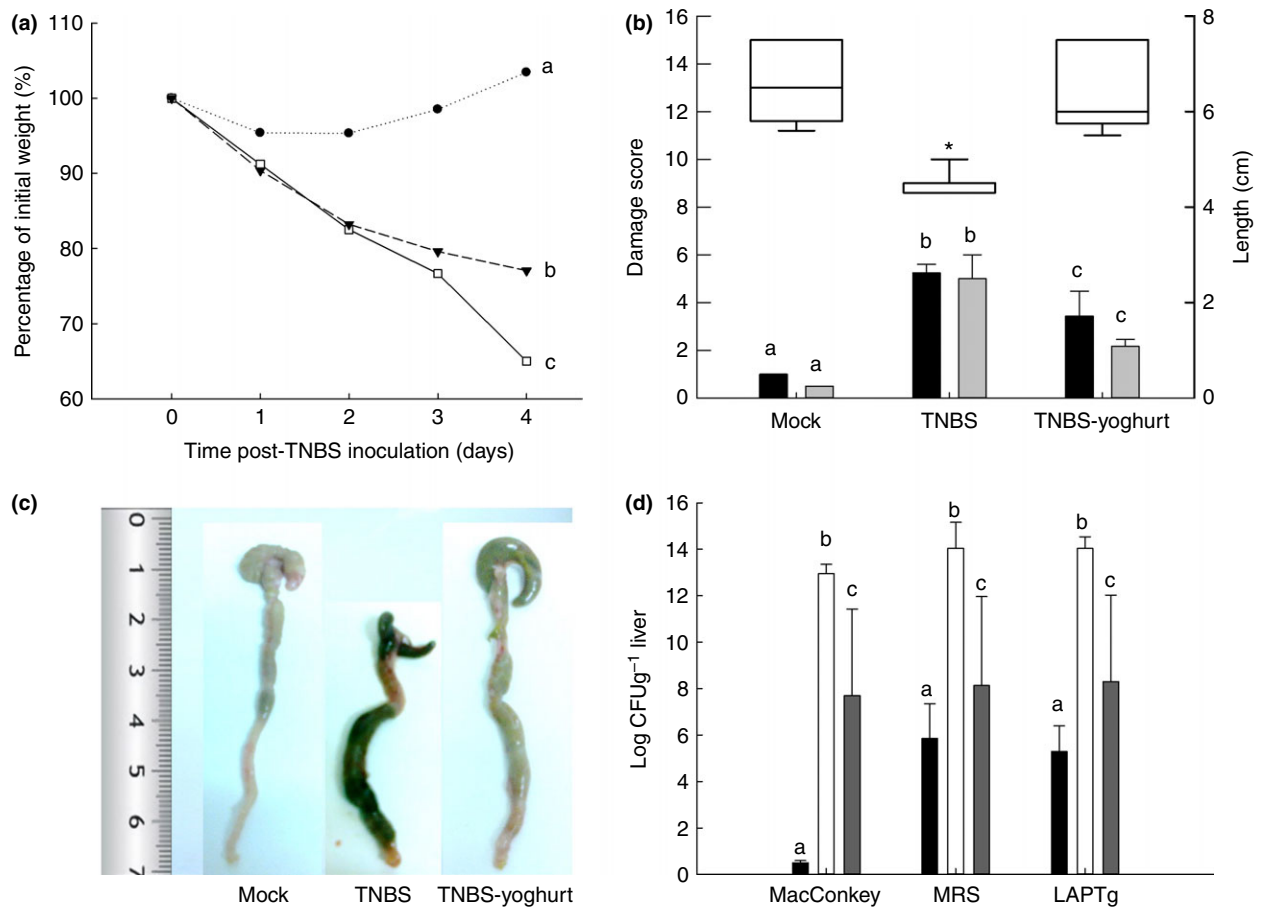 (a)
110
100
90
80
70
60
Percentage of initial weight (%)
a
b
c
0 1 2 3 4
Time post-TNBS inoculation (days)
(b)
16
14
12
10
8
6
4
2
0
Damage score
8
6
4
2
0
Length (cm)
*
a a
b b
c c
Mock TNBS TNBS-yoghurt
(c)
0
1
2
3
4
5
6
7
Mock TNBS TNBS-yoghurt
(d)
16
14
12
10
8
6
4
2
0
Log CFUg⁻¹ liver
a b c
a b c
a b c
MacConkey MRS LAPTg